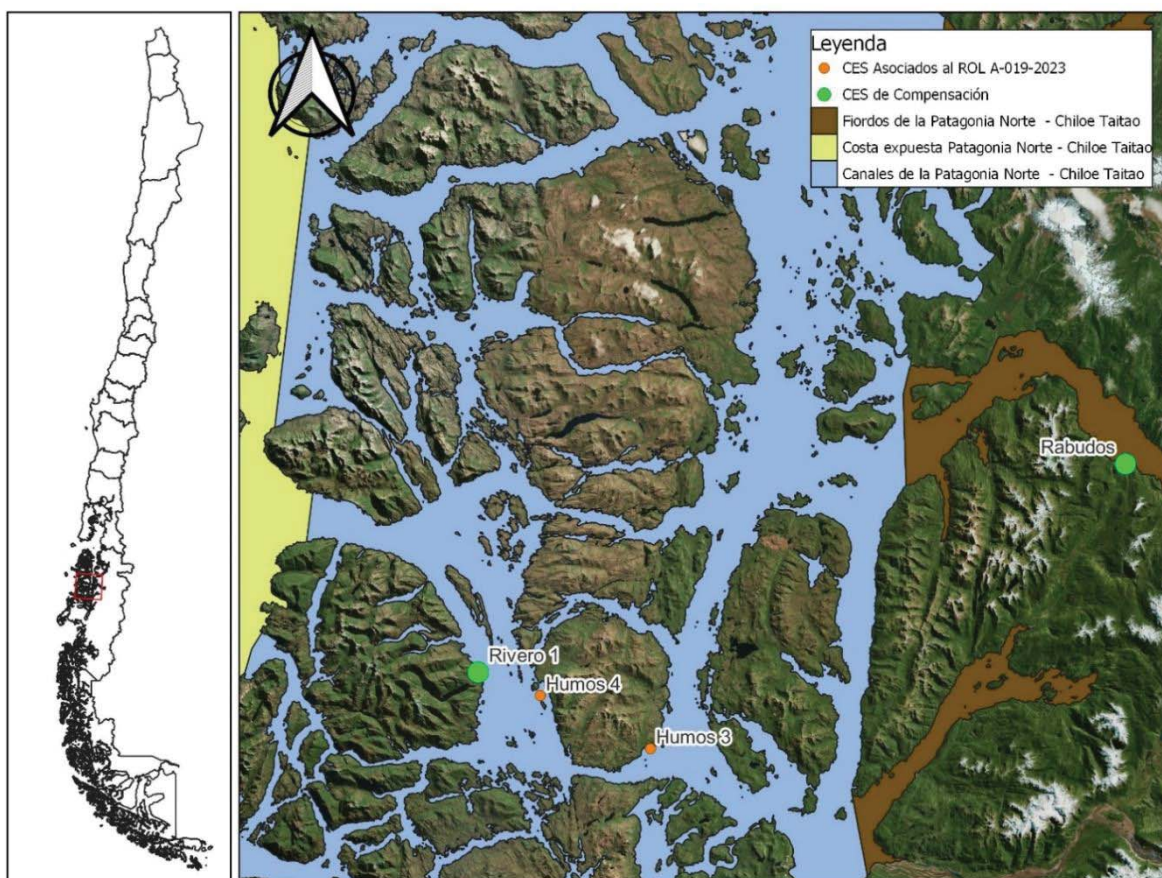 Leyenda
CES Asociados al ROL A-019-2023
CES de Compensación
Fiordos de la Patagonia Norte - Chiloe Taitao
Costa expuesta Patagonia Norte - Chiloe Taitao
Canales de la Patagonia Norte - Chiloe Taitao
Rabudos
Rivero 1
Humos 4
Humos 3